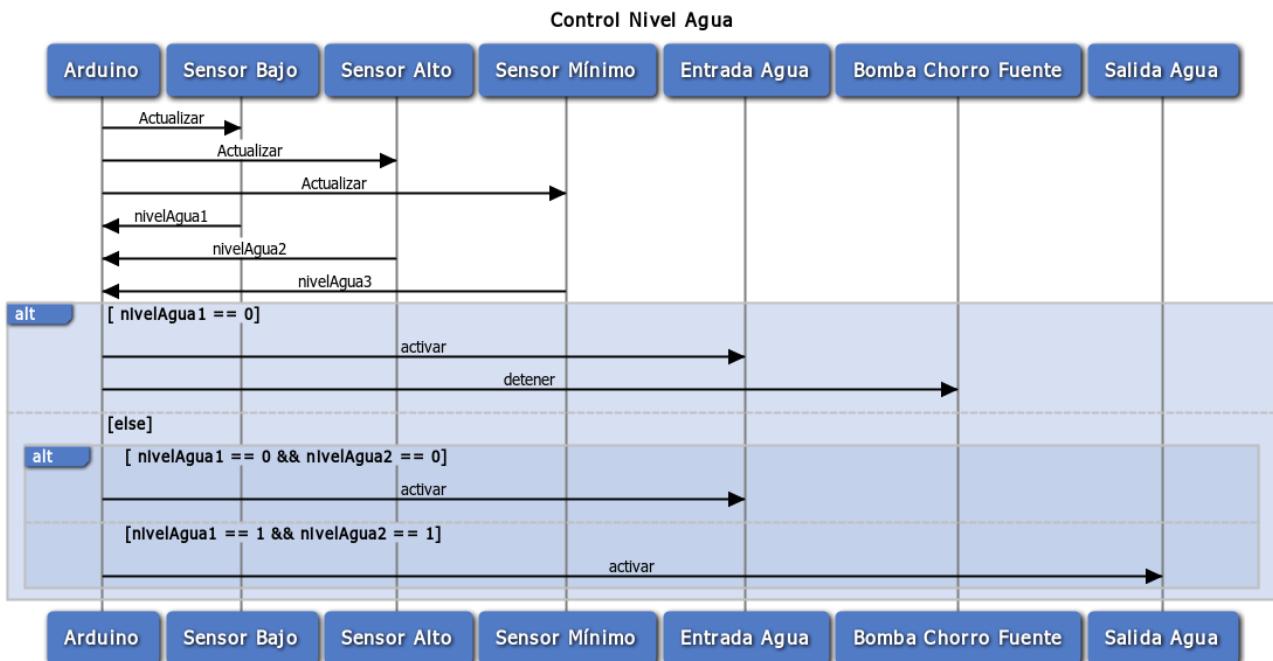 Control Nivel Agua
Arduino Sensor Bajo Sensor Alto Sensor Mínimo Entrada Agua Bomba Chorro Fuente Salida Agua
Actualizar
Actualizar
Actualizar
nivelAgua1
nivelAgua2
nivelAgua3
alt [ nivelAgua1 == 0]
activar
detener
[else]
alt [ nivelAgua1 == 0 && nivelAgua2 == 0]
activar
[nivelAgua1 == 1 && nivelAgua2 == 1]
activar
Arduino Sensor Bajo Sensor Alto Sensor Mínimo Entrada Agua Bomba Chorro Fuente Salida Agua